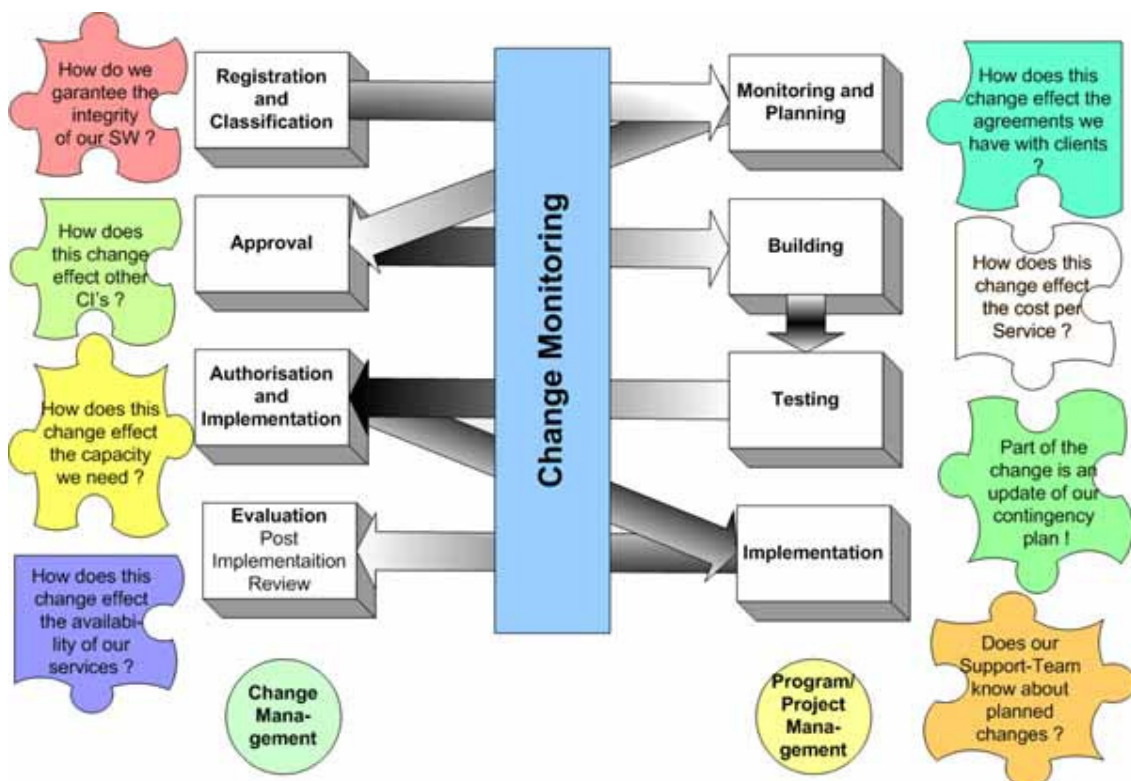 How do we
garantee the
integrity
of our SW ?
Registration
and
Classification
Monitoring and
Planning
How does this
change effect the
agreements we
have with clients
?
How does
this change
effect other
CI's ?
Approval
Change Monitoring
Building
How does this
change effect
the cost per
Service ?
How does this
change effect
the capacity
we need ?
Authorisation
and
Implementation
Testing
Part of the
change is an
update of our
contingency
plan !
How does this
change effect
the availabi-
lity of our
services ?
Evaluation
Post
Implementaition
Review
Implementation
Does our
Support-Team
know about
planned
changes ?
Change
Mana-
gement
Program/
Project
Mana-
gement